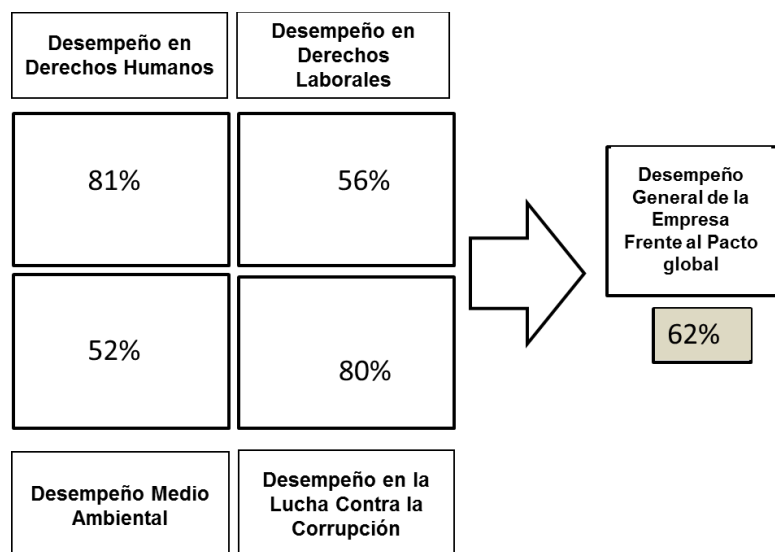 Desempeño en
Derechos Humanos
Desempeño en
Derechos
Laborales
81%
56%
52%
80%
Desempeño Medio
Ambiental
Desempeño en la
Lucha Contra la
Corrupción
Desempeño
General de la
Empresa
Frente al Pacto
global
62%